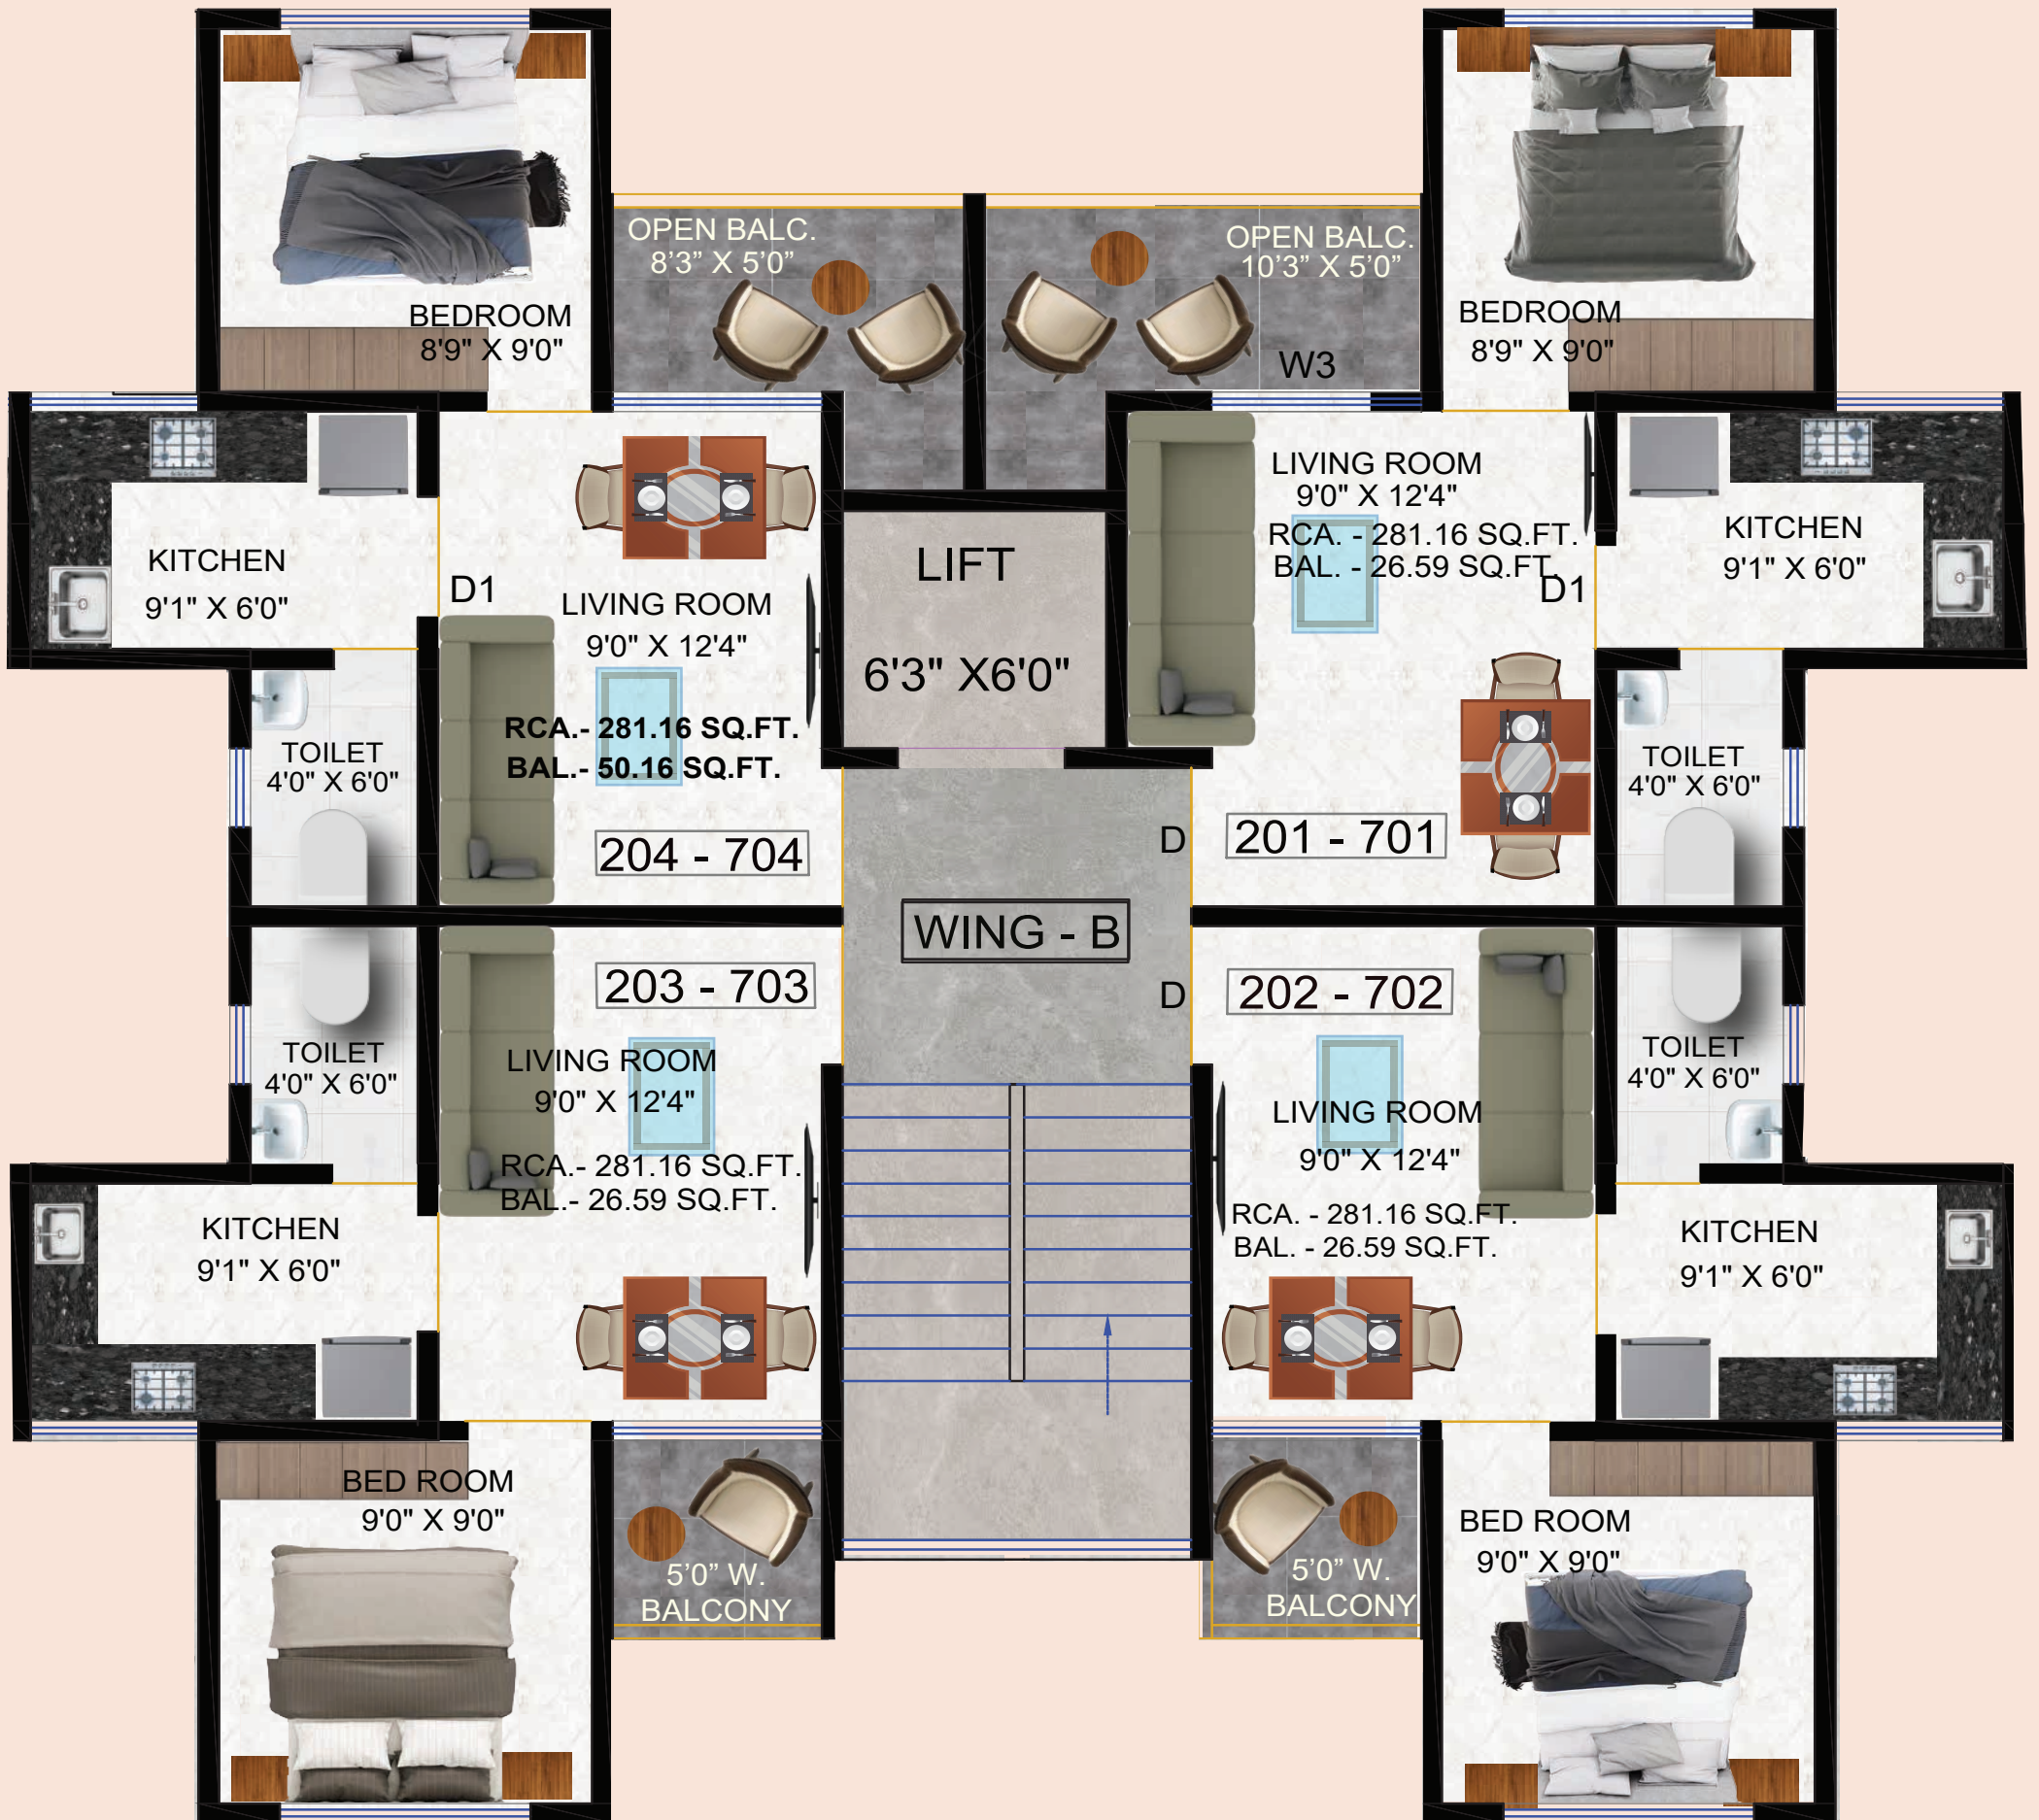 OPEN BALC.
8'3” X 5'0”
OPEN BALC.
10'3” X 5'0”
BEDROOM
8'9" X 9'0"
W3
BEDROOM
8'9" X 9'0"
KITCHEN
9'1" X 6'0"
D1
LIVING ROOM
9'0" X 12'4"
RCA.- 281.16 SQ.FT.
BAL.- 50.16 SQ.FT.
204 - 704
TOILET
4'0" X 6'0"
LIFT
6'3" X6'0"
LIVING ROOM
9'0" X 12'4"
RCA. - 281.16 SQ.FT.
BAL. - 26.59 SQ.FT.
D1
KITCHEN
9'1" X 6'0"
TOILET
4'0" X 6'0"
D
201 - 701
WING - B
203 - 703
D
202 - 702
TOILET
4'0" X 6'0"
LIVING ROOM
9'0" X 12'4"
RCA.- 281.16 SQ.FT.
BAL.- 26.59 SQ.FT.
LIVING ROOM
9'0" X 12'4"
RCA. - 281.16 SQ.FT.
BAL. - 26.59 SQ.FT.
TOILET
4'0" X 6'0"
KITCHEN
9'1" X 6'0"
KITCHEN
9'1" X 6'0"
BED ROOM
9'0" X 9'0"
5'0” W.
BALCONY
5'0” W.
BALCONY
BED ROOM
9'0" X 9'0"